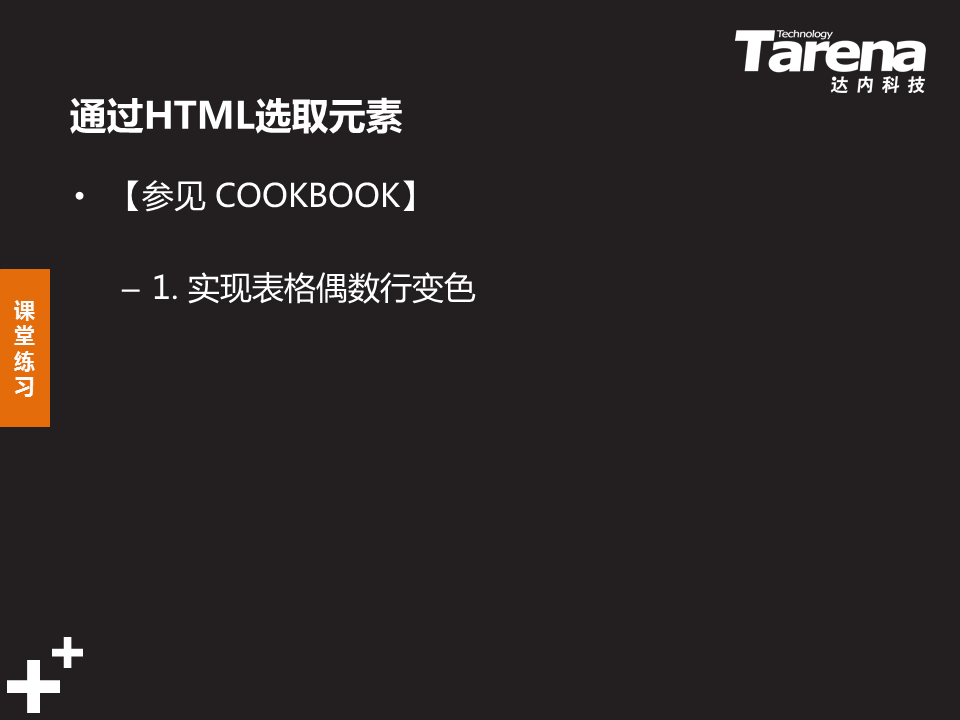 Technology
Tarena
达内科技
通过HTML选取元素
• 【参见 COOKBOOK】
– 1. 实现表格偶数行变色
课
堂
练
习